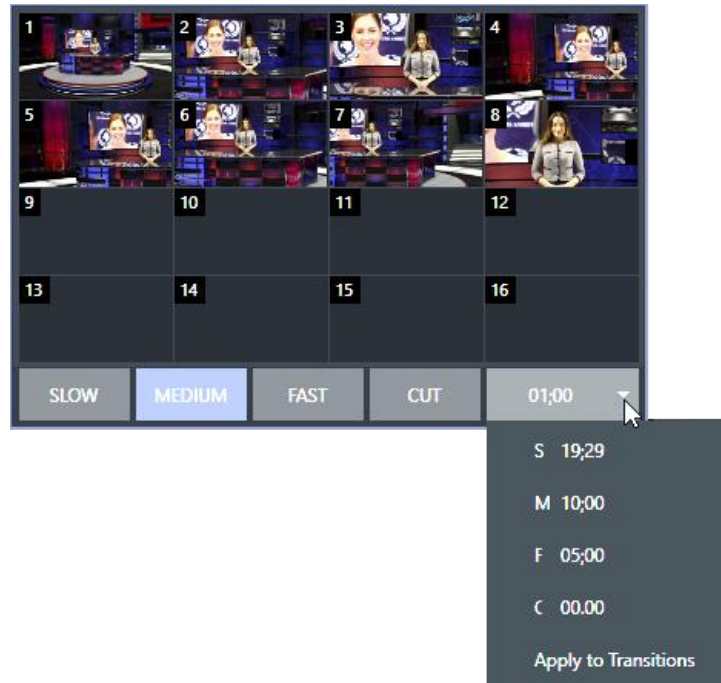 1 2 3 4
5 6 7 8
9 10 11 12
13 14 15 16
SLOW MEDIUM FAST CUT 01;00
S 19;29
M 10;00
F 05;00
C 00.00
Apply to Transitions